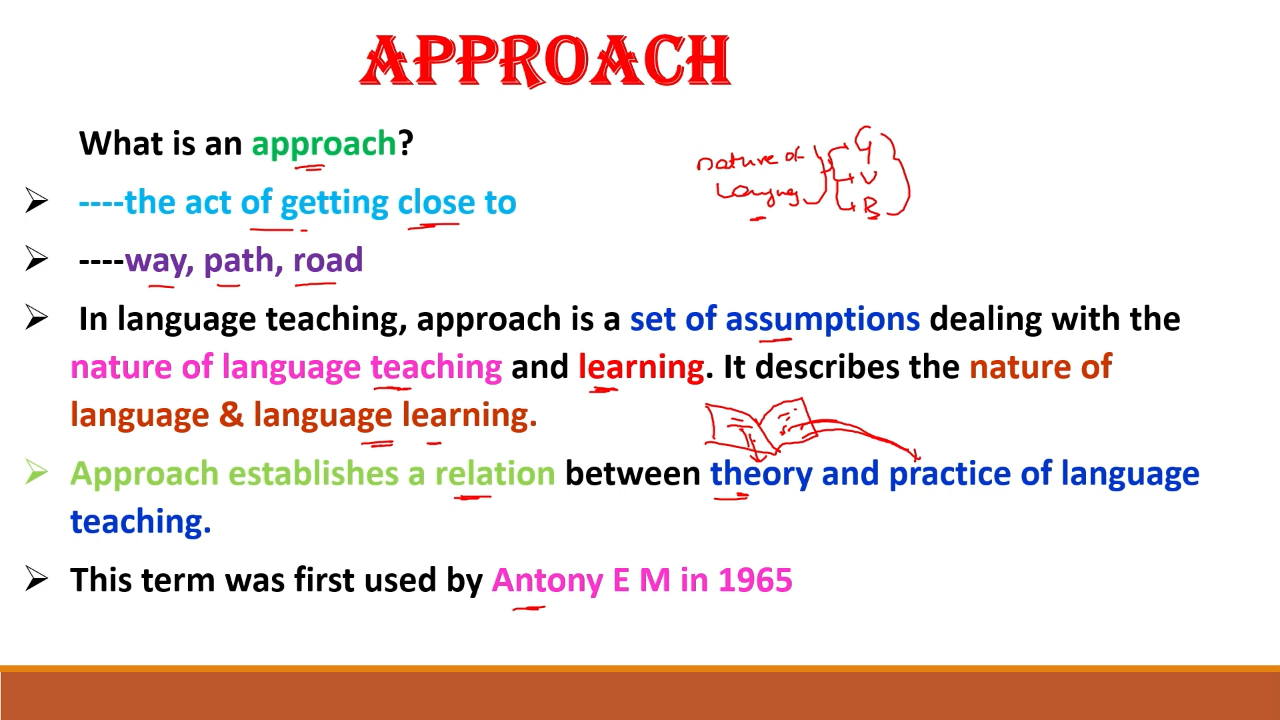 APPROACH
What is an approach?
➢ ----the act of getting close to
➢ ----way, path, road
➢ In language teaching, approach is a set of assumptions dealing with the
nature of language teaching and learning. It describes the nature of
language & language learning.
➢ Approach establishes a relation between theory and practice of language
teaching.
➢ This term was first used by Antony E M in 1965
nature of
G
V
B